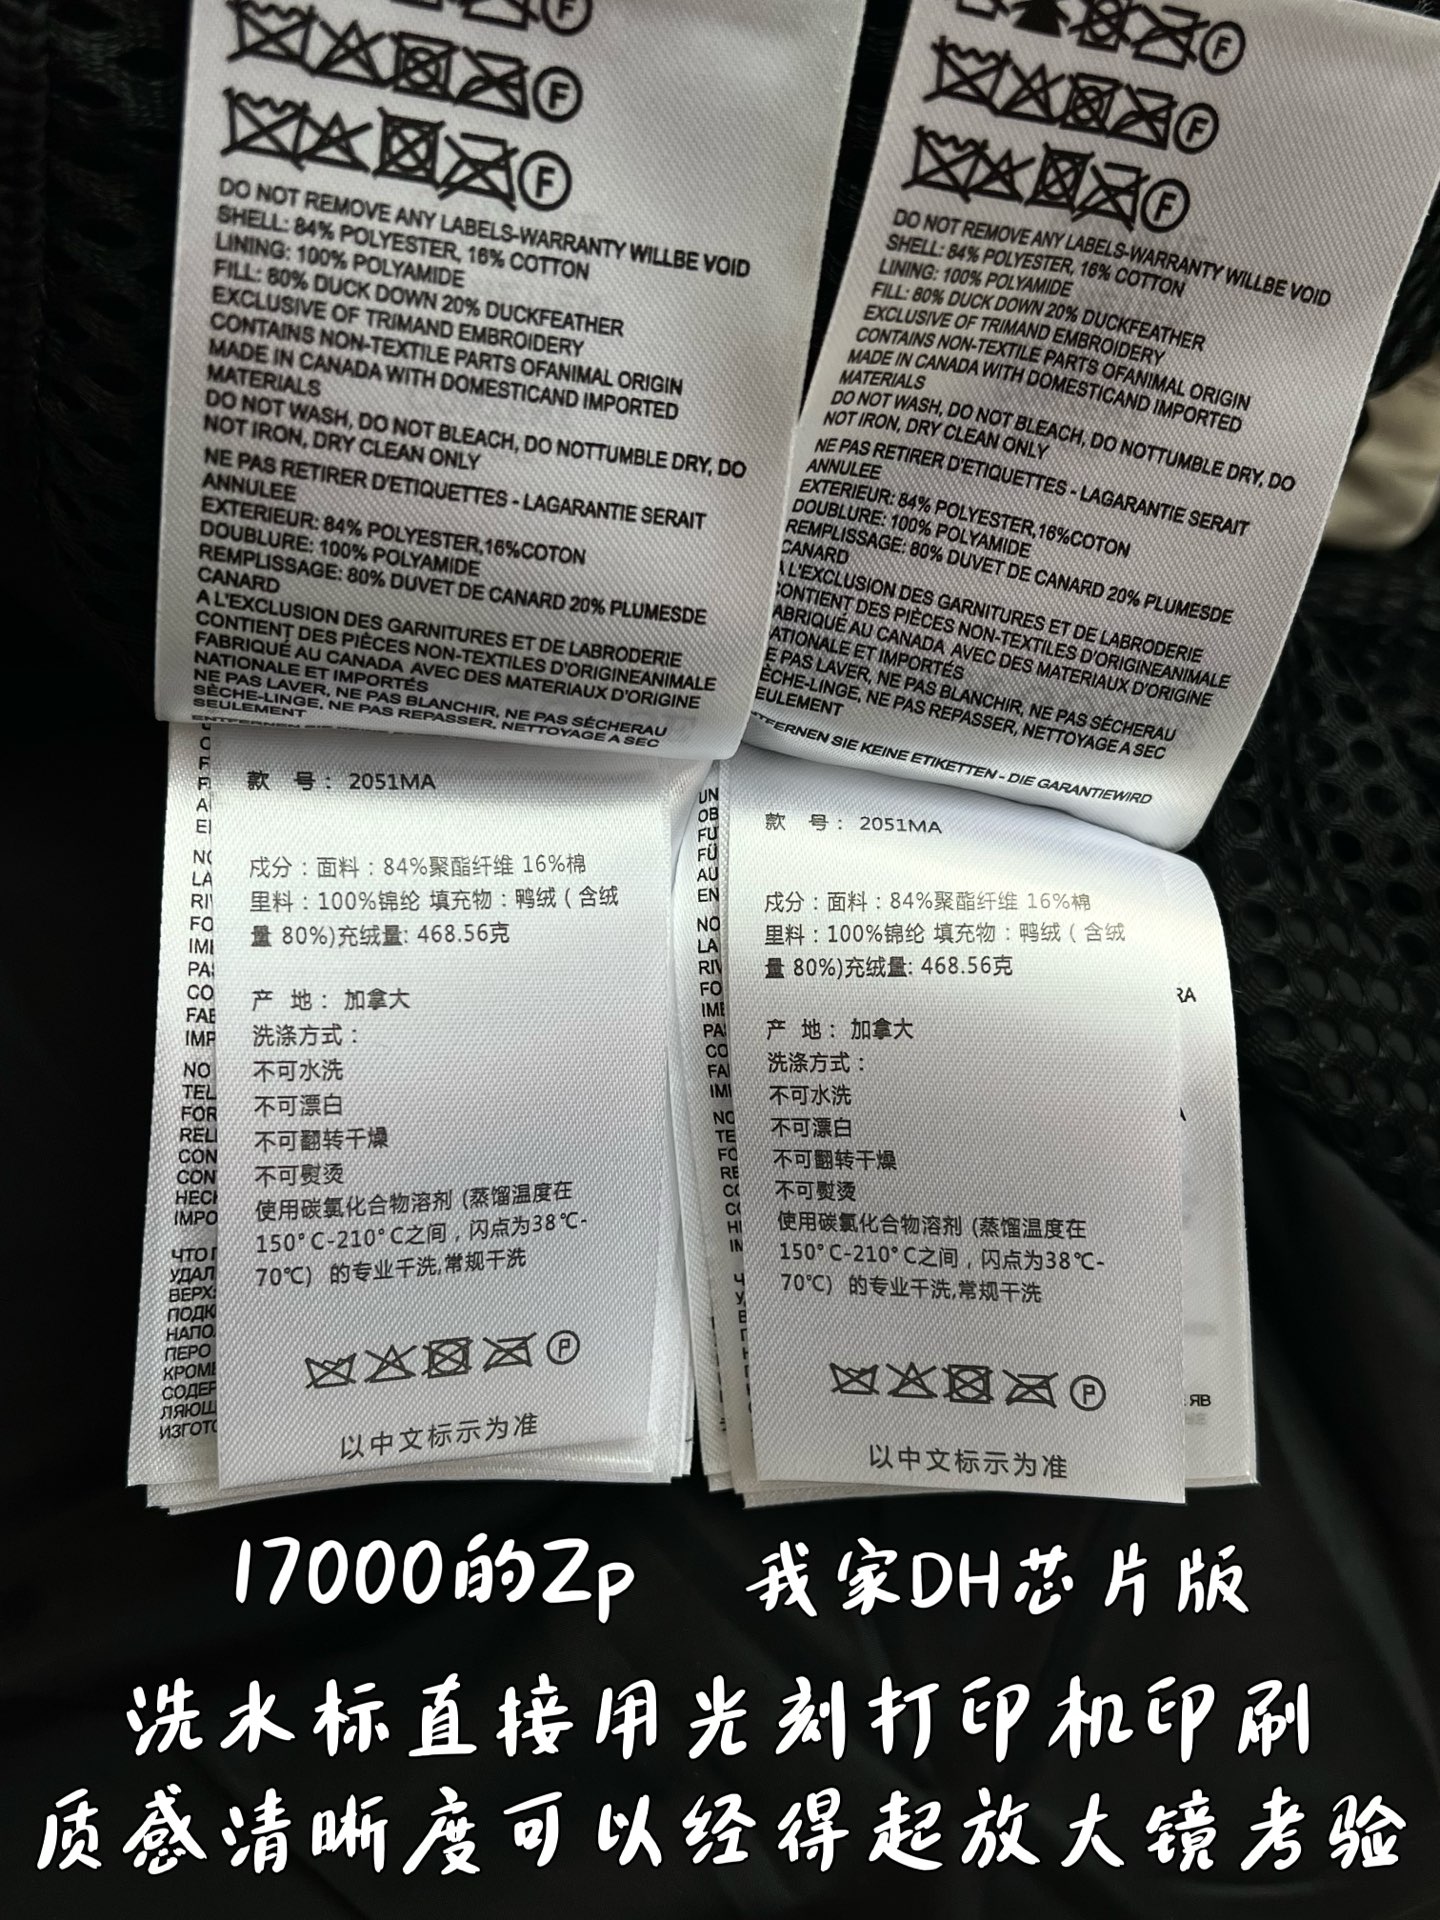 DO NOT REMOVE ANY LABELS-WARRANTY WILLBE VOID
SHELL: 84% POLYESTER, 16% COTTON
LINING: 100% POLYAMIDE
FILL: 80% DUCK DOWN 20% DUCKFEATHER
EXCLUSIVE OF TRIMAND EMBROIDERY
CONTAINS NON-TEXTILE PARTS OFANIMAL ORIGIN
MADE IN CANADA WITH DOMESTICAND IMPORTED
MATERIALS
DO NOT WASH, DO NOT BLEACH, DO NOTTUMBLE DRY, DO
NOT IRON, DRY CLEAN ONLY
NE PAS RETIRER D'ETIQUETTES - LAGARANTIE SERAIT
ANNULEE
EXTERIEUR: 84% POLYESTER,16%COTON
DOUBLURE: 100% POLYAMIDE
REMPLISSAGE: 80% DUVET DE CANARD 20% PLUMESDE
CANARD
A L'EXCLUSION DES GARNITURES ET DE LABRODERIE
CONTIENT DES PIÈCES NON-TEXTILES D'ORIGINEANIMALE
FABRIQUÉ AU CANADA AVEC DES MATERIAUX D'ORIGINE
NATIONALE ET IMPORTÉS
NE PAS LAVER, NE PAS BLANCHIR, NE PAS SÉCHERAU
SÈCHE-LINGE, NE PAS REPASSER, NETTOYAGE A SEC
SEULEMENT
款 号： 2051MA
成分：面料：84%聚酯纤维 16%棉
里料：100%锦纶 填充物：鸭绒（含绒
量 80%)充绒量: 468.56克
产 地： 加拿大
洗涤方式：
不可水洗
不可漂白
不可翻转干燥
不可熨烫
使用碳氯化合物溶剂 (蒸馏温度在
150°C-210°C之间，闪点为38℃-
70℃) 的专业干洗,常规干洗
P
以中文标示为准
DO NOT REMOVE ANY LABELS-WARRANTY WILLBE VOID
SHELL: 84% POLYESTER, 16% COTTON
LINING: 100% POLYAMIDE
FILL: 80% DUCK DOWN 20% DUCKFEATHER
EXCLUSIVE OF TRIMAND EMBROIDERY
CONTAINS NON-TEXTILE PARTS OFANIMAL ORIGIN
MADE IN CANADA WITH DOMESTICAND IMPORTED
MATERIALS
DO NOT WASH, DO NOT BLEACH, DO NOTTUMBLE DRY, DO
NOT IRON, DRY CLEAN ONLY
NE PAS RETIRER D'ETIQUETTES - LAGARANTIE SERAIT
ANNULEE
EXTERIEUR: 84% POLYESTER,16%COTON
DOUBLURE: 100% POLYAMIDE
REMPLISSAGE: 80% DUVET DE CANARD 20% PLUMESDE
CANARD
L'EXCLUSION DES GARNITURES ET DE LABRODERIE
CONTIENT DES PIÈCES NON-TEXTILES D'ORIGINEANIMALE
ABRIQUÉ AU CANADA AVEC DES MATERIAUX D'ORIGINE
ATIONALE ET IMPORTÉS
E PAS LAVER, NE PAS BLANCHIR, NE PAS SÉCHERAU
ÈCHE-LINGE, NE PAS REPASSER, NETTOYAGE A SEC
EULEMENT
TFERNEN SIE KEINE ETIKETTEN - DIE GARANTIEWIRD
款 号： 2051MA
成分：面料：84%聚酯纤维 16%棉
里料：100%锦纶 填充物：鸭绒（含绒
量 80%)充绒量: 468.56克
产 地： 加拿大
洗涤方式：
不可水洗
不可漂白
不可翻转干燥
不可熨烫
使用碳氯化合物溶剂 (蒸馏温度在
150°C-210°C之间，闪点为38℃-
70℃) 的专业干洗,常规干洗
P
以中文标示为准
17000的Zp 我家DH芯片版
洗水标直接用光刻打印机印刷
质感清晰度可以经得起放大镜考验